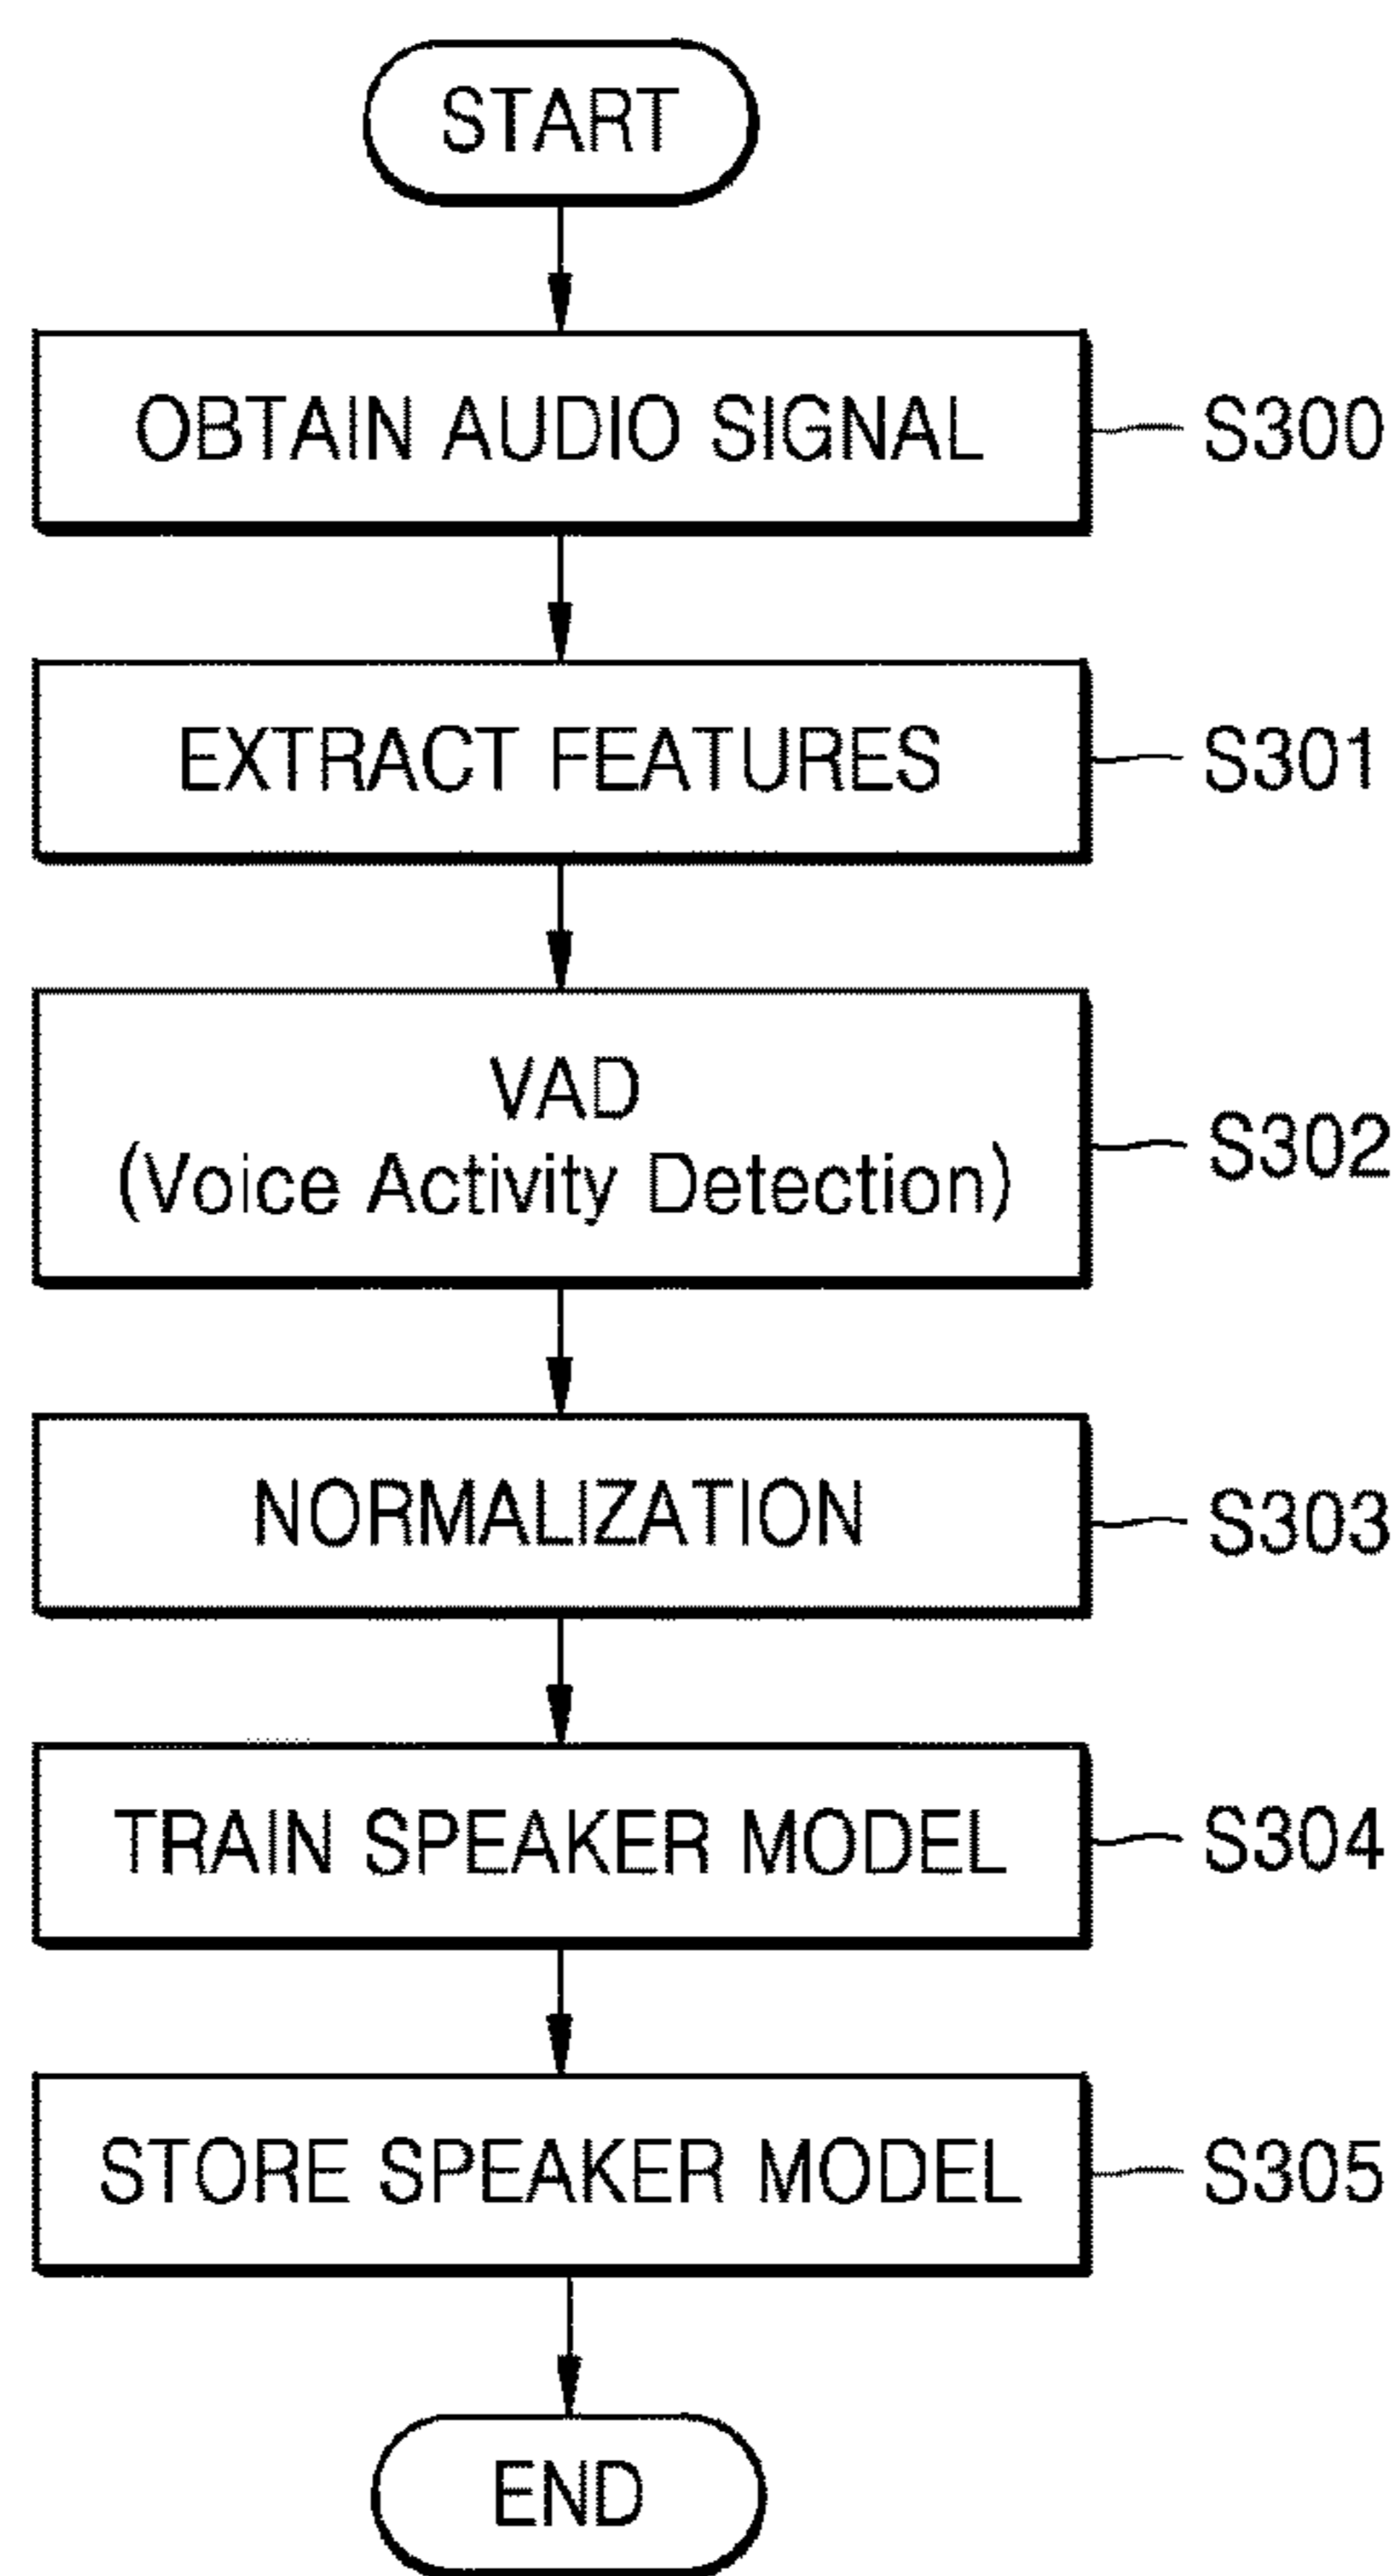 START
OBTAIN AUDIO SIGNAL
S300
EXTRACT FEATURES
S301
VAD
(Voice Activity Detection)
S302
NORMALIZATION
S303
TRAIN SPEAKER MODEL
S304
STORE SPEAKER MODEL
S305
END